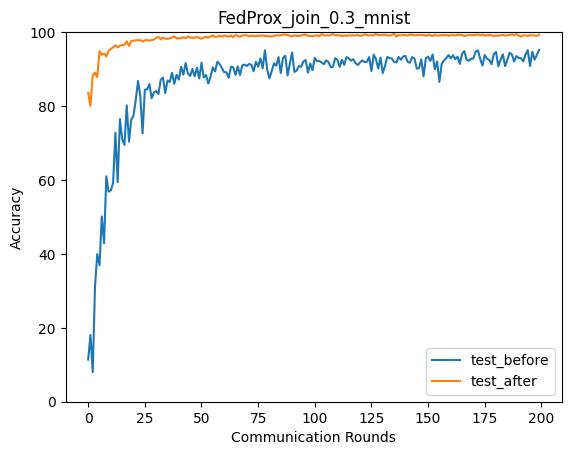 FedProx_join_0.3_mnist
100
80
60
40
20
0
Accuracy
0 25 50 75 100 125 150 175 200
Communication Rounds
test_before
test_after